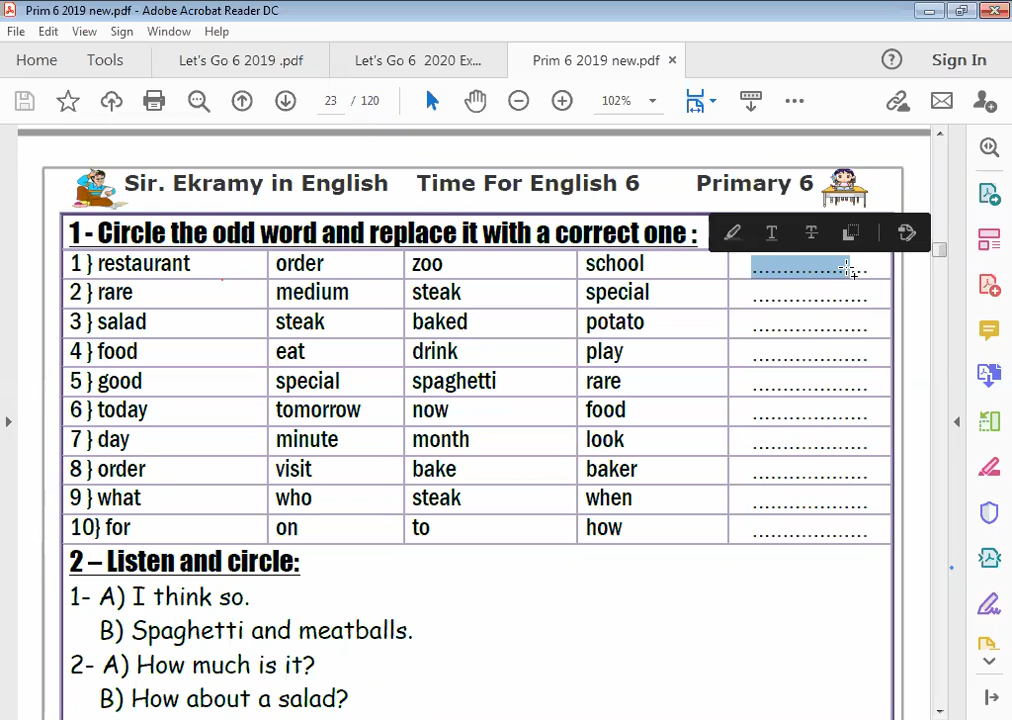 Prim 6 2019 new.pdf - Adobe Acrobat Reader DC
File Edit View Sign Window Help
Home Tools Let's Go 6 2019 .pdf Let's Go 6 2020 Ex... Prim 6 2019 new.pdf × Sign In
23 / 120 102%
Sir. Ekramy in English Time For English 6 Primary 6
1 - Circle the odd word and replace it with a correct one :
1 } restaurant order zoo school ..................
2 } rare medium steak special ..................
3 } salad steak baked potato ..................
4 } food eat drink play ..................
5 } good special spaghetti rare ..................
6 } today tomorrow now food ..................
7 } day minute month look ..................
8 } order visit bake baker ..................
9 } what who steak when ..................
10} for on to how ..................
2 – Listen and circle:
1- A) I think so.
B) Spaghetti and meatballs.
2- A) How much is it?
B) How about a salad?